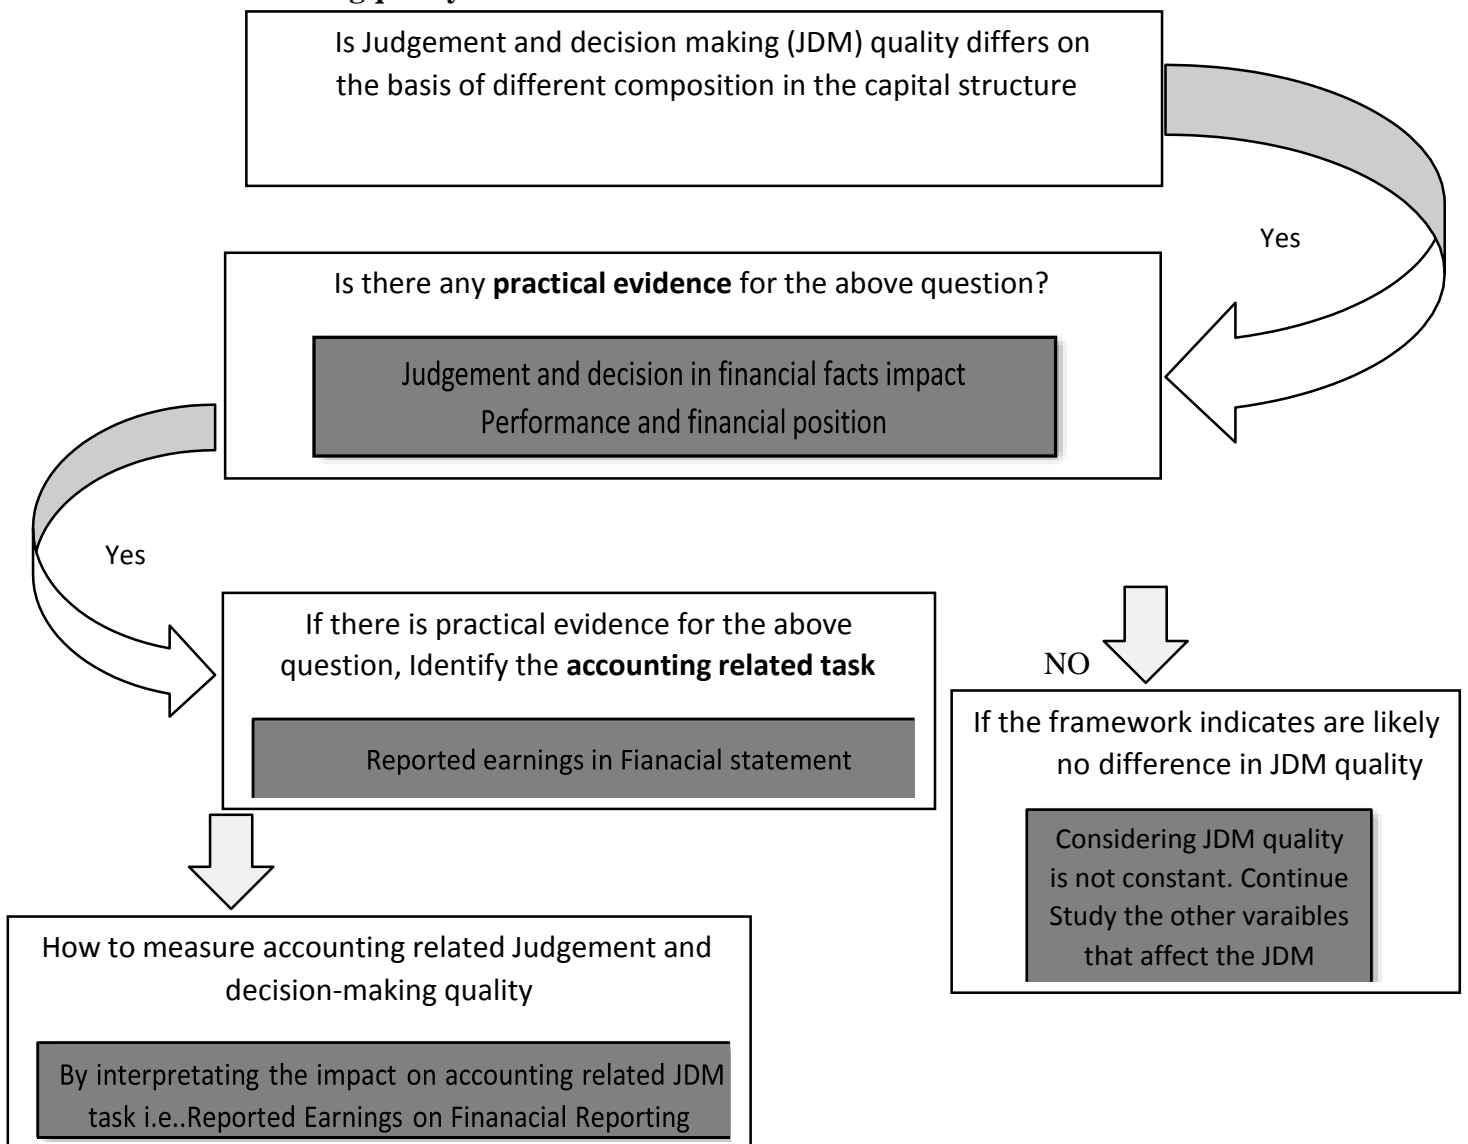 Is Judgement and decision making (JDM) quality differs on
the basis of different composition in the capital structure
Yes
Is there any practical evidence for the above question?
Judgement and decision in financial facts impact
Performance and financial position
Yes
If there is practical evidence for the above
question, Identify the accounting related task
Reported earnings in Fianacial statement
NO
If the framework indicates are likely
no difference in JDM quality
Considering JDM quality
is not constant. Continue
Study the other varaibles
that affect the JDM
How to measure accounting related Judgement and
decision-making quality
By interpretating the impact on accounting related JDM
task i.e..Reported Earnings on Finanacial Reporting